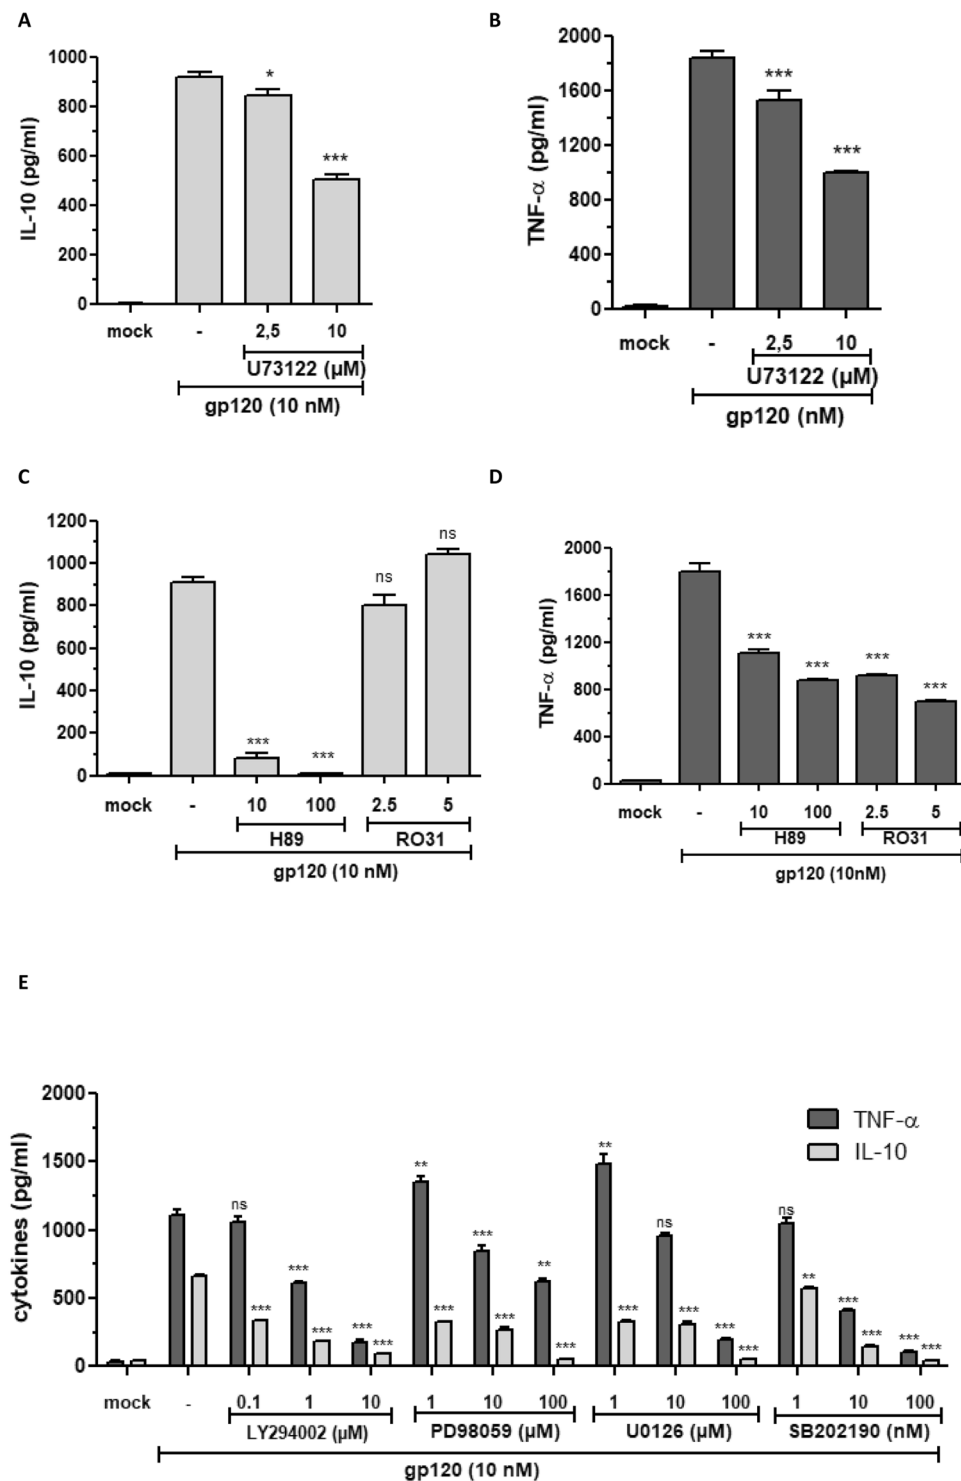 A
IL-10 (pg/ml)
1000
800
600
400
200
0
*
***
mock - 2,5 10
U73122 (µM)
gp120 (10 nM)
B
TNF-α (pg/ml)
2000
1600
1200
800
400
0
***
***
mock - 2,5 10
U73122 (µM)
gp120 (nM)
C
IL-10 (pg/ml)
1200
1000
800
600
400
200
0
*** *** ns ns
mock - 10 100 2.5 5
H89 RO31
gp120 (10 nM)
D
TNF-α (pg/ml)
2000
1600
1200
800
400
0
*** *** *** ***
mock - 10 100 2.5 5
H89 RO31
gp120 (10nM)
E
cytokines (pg/ml)
2000
1500
1000
500
0
TNF-α
IL-10
ns *** *** *** *** ***
** *** *** *** ** ***
** *** ns *** *** ***
ns ** *** *** *** ***
mock - 0.1 1 10 1 10 100 1 10 100 1 10 100
LY294002 (µM) PD98059 (µM) U0126 (µM) SB202190 (nM)
gp120 (10 nM)